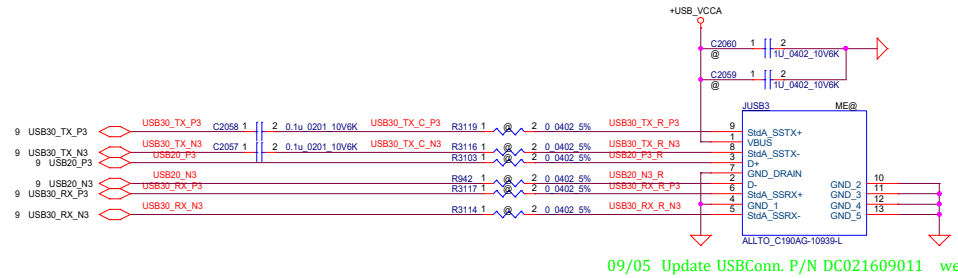 +USB_VCCA
C2060 1 2
@ 1U_0402_10V6K
C2059 1 2
@ 1U_0402_10V6K
JUSB3 ME@
9 USB30_TX_P3 USB30_TX_P3 C2058 1 2 0.1u_0201_10V6K USB30_TX_C_P3 R3119 1 @ 2 0_0402_5% USB30_TX_R_P3 9 StdA_SSTX+
1 VBUS
9 USB30_TX_N3 USB30_TX_N3 C2057 1 2 0.1u_0201_10V6K USB30_TX_C_N3 R3116 1 @ 2 0_0402_5% USB30_TX_R_N3 8 StdA_SSTX-
9 USB20_P3 USB20_P3 R3103 1 @ 2 0_0402_5% USB20_P3_R 3 D+
7 GND_DRAIN
9 USB20_N3 USB20_N3 R942 1 @ 2 0_0402_5% USB20_N3_R 2 D- GND_2 10
9 USB30_RX_P3 USB30_RX_P3 R3117 1 @ 2 0_0402_5% USB30_RX_R_P3 6 StdA_SSRX+ GND_3 11
4 GND_1 GND_4 12
9 USB30_RX_N3 USB30_RX_N3 R3114 1 @ 2 0_0402_5% USB30_RX_R_N3 5 StdA_SSRX- GND_5 13
ALLTO_C190AG-10939-L
09/05 Update USBConn. P/N DC021609011 we